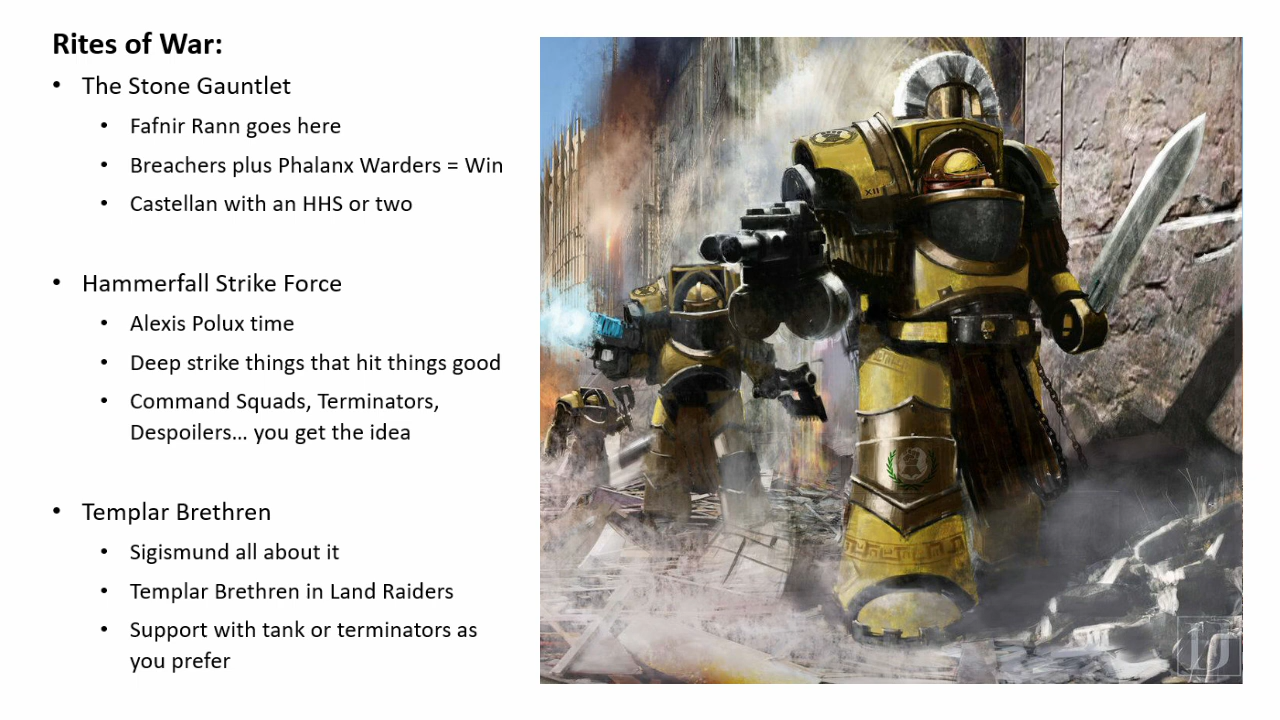 Rites of War:
• The Stone Gauntlet
• Fafnir Rann goes here
• Breachers plus Phalanx Warders = Win
• Castellan with an HHS or two
• Hammerfall Strike Force
• Alexis Polux time
• Deep strike things that hit things good
• Command Squads, Terminators,
Despoilers... you get the idea
• Templar Brethren
• Sigismund all about it
• Templar Brethren in Land Raiders
• Support with tank or terminators as
you prefer